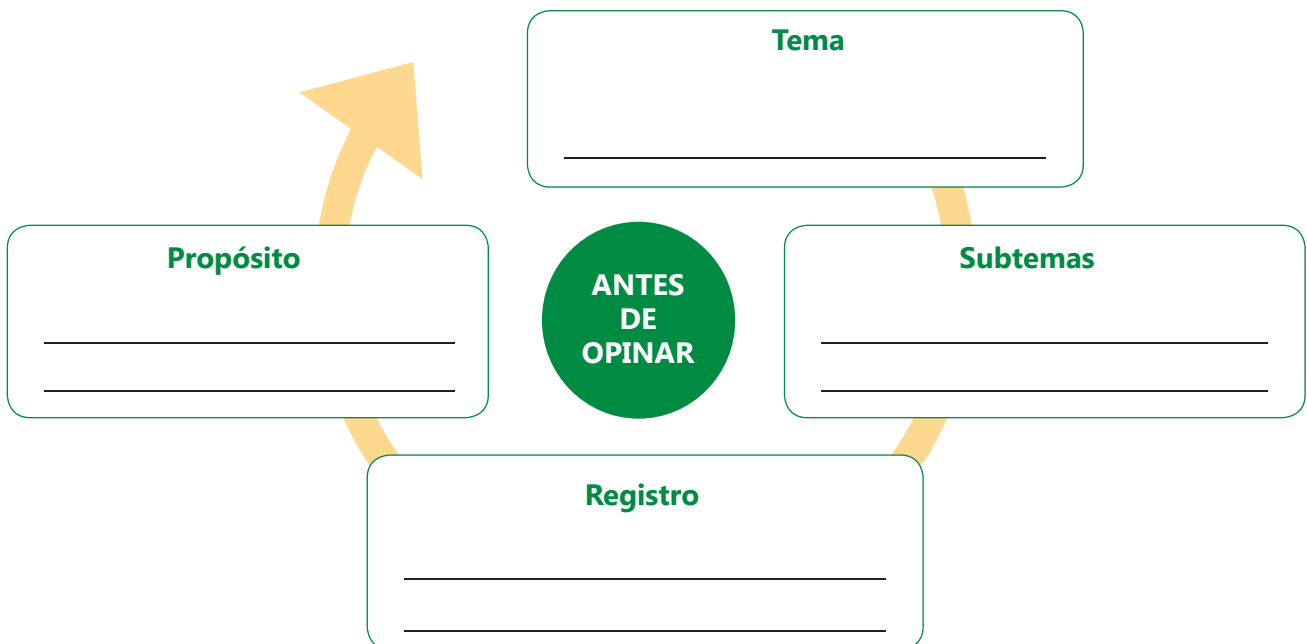 Tema
Propósito
ANTES
DE
OPINAR
Subtemas
Registro